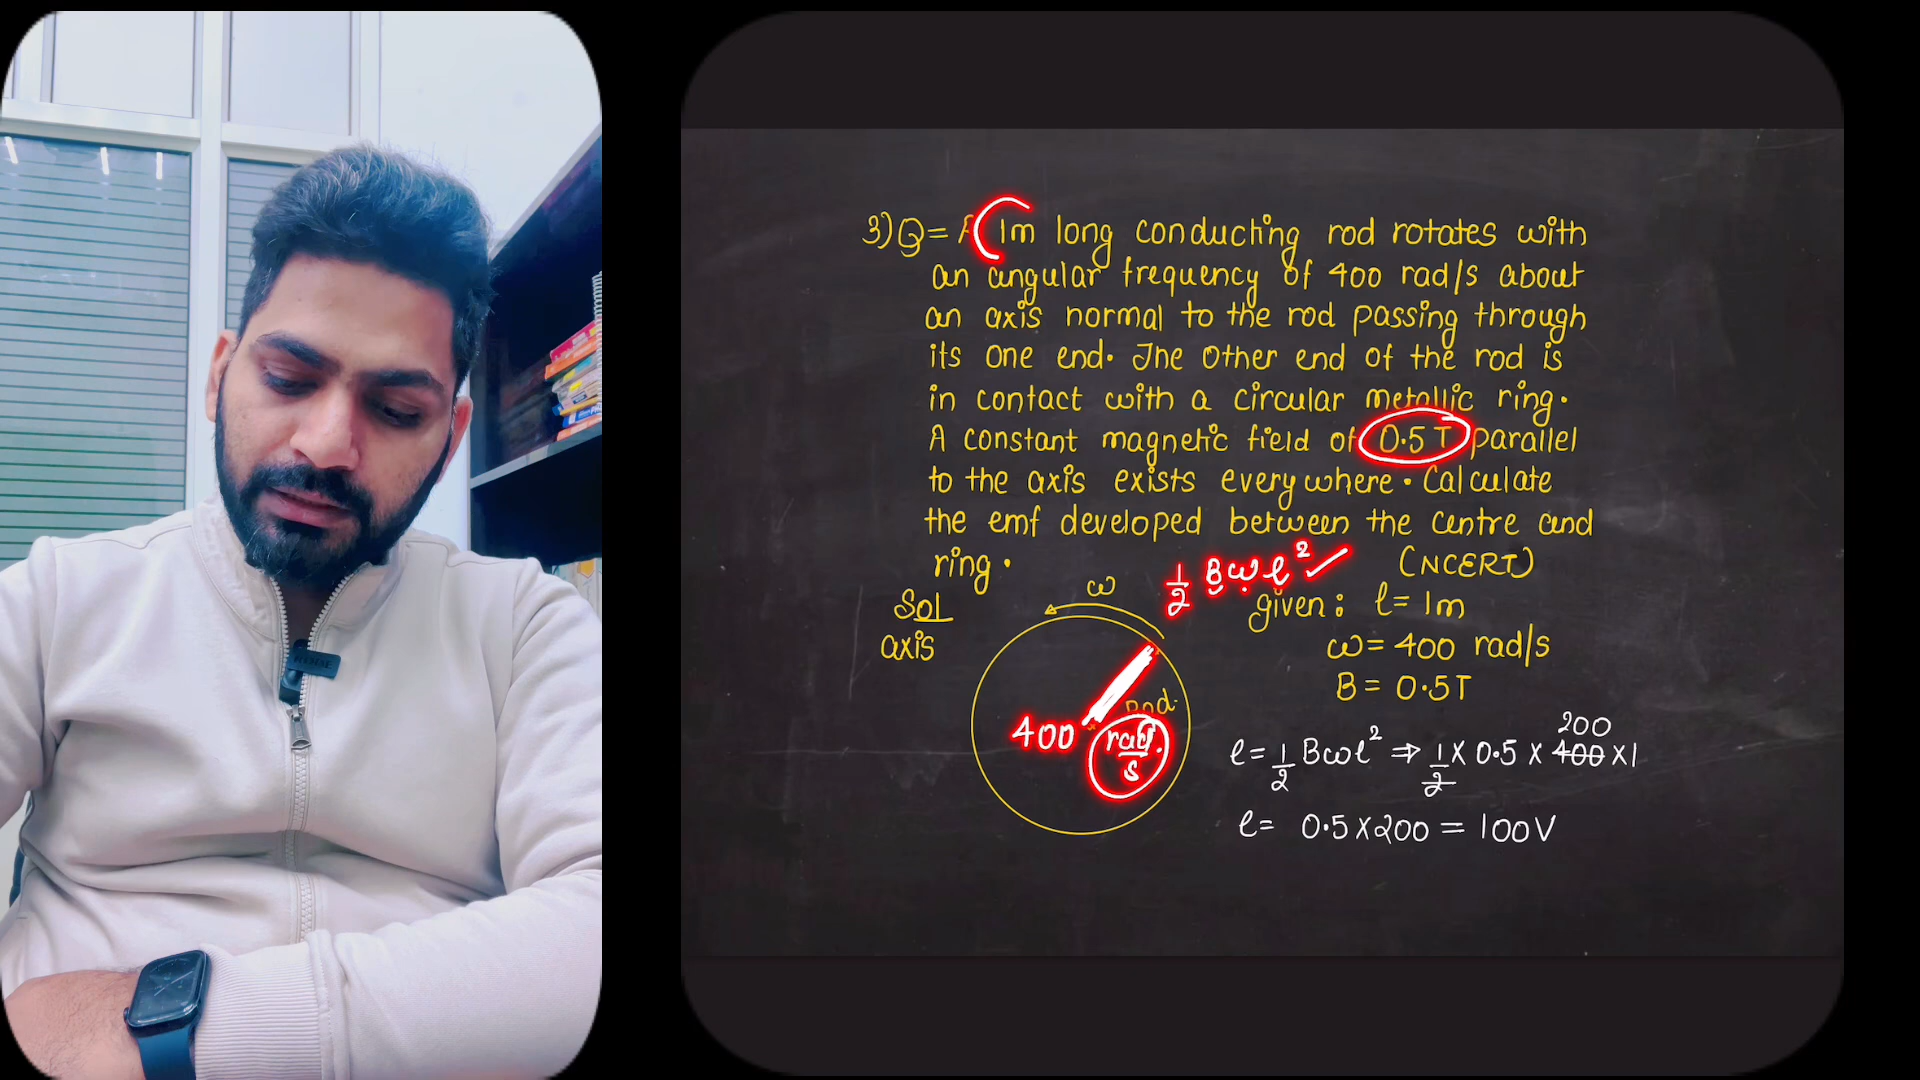 3) Q= A 1m long conducting rod rotates with
an angular frequency of 400 rad/s about
an axis normal to the rod passing through
its one end. The other end of the rod is
in contact with a circular metallic ring.
A constant magnetic field of 0.5 T parallel
to the axis exists everywhere. Calculate
the emf developed between the centre and
ring.
(NCERT)
1/2 Bωl² ✓
Sol
axis
ω
given: l= 1m
ω= 400 rad/s
B= 0.5T
400 rad/s
e= 1/2 Bωl² ⇒ 1/2 x 0.5 x 400 x 1
200
e= 0.5x200 = 100V